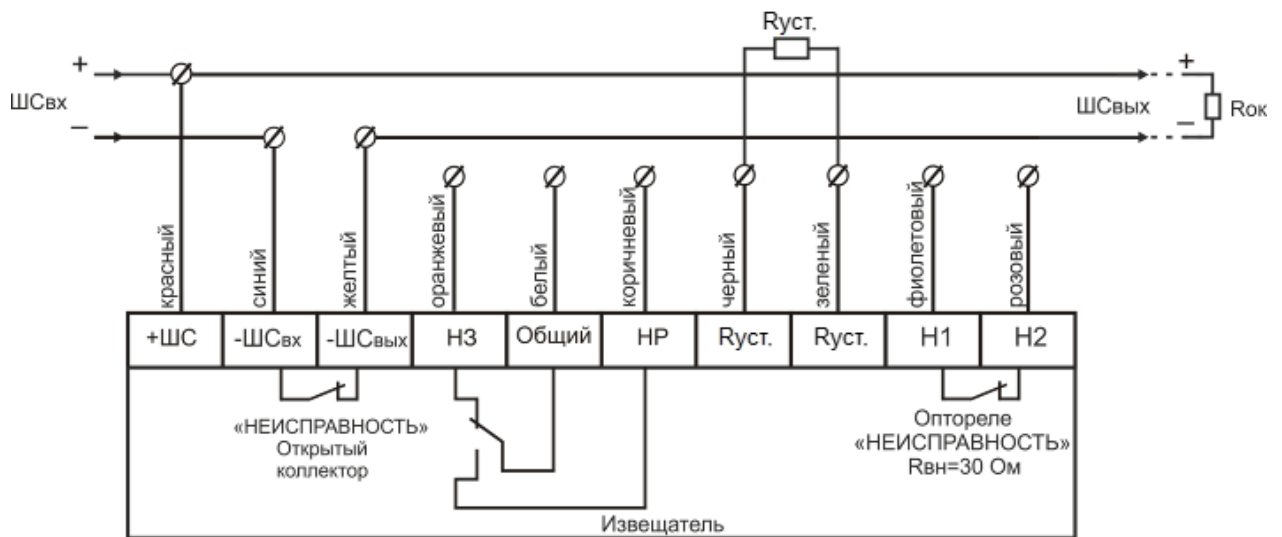 Rуст.
+
+
ШСвх
ШСвых
Rок
–
–
красный
синий
желтый
оранжевый
белый
коричневый
черный
зеленый
фиолетовый
розовый
+ШС
-ШСвх
-ШСвых
НЗ
Общий
НР
Rуст.
Rуст.
Н1
Н2
«НЕИСПРАВНОСТЬ»
Открытый
коллектор
Оптореле
«НЕИСПРАВНОСТЬ»
Rвн=30 Ом
Извещатель